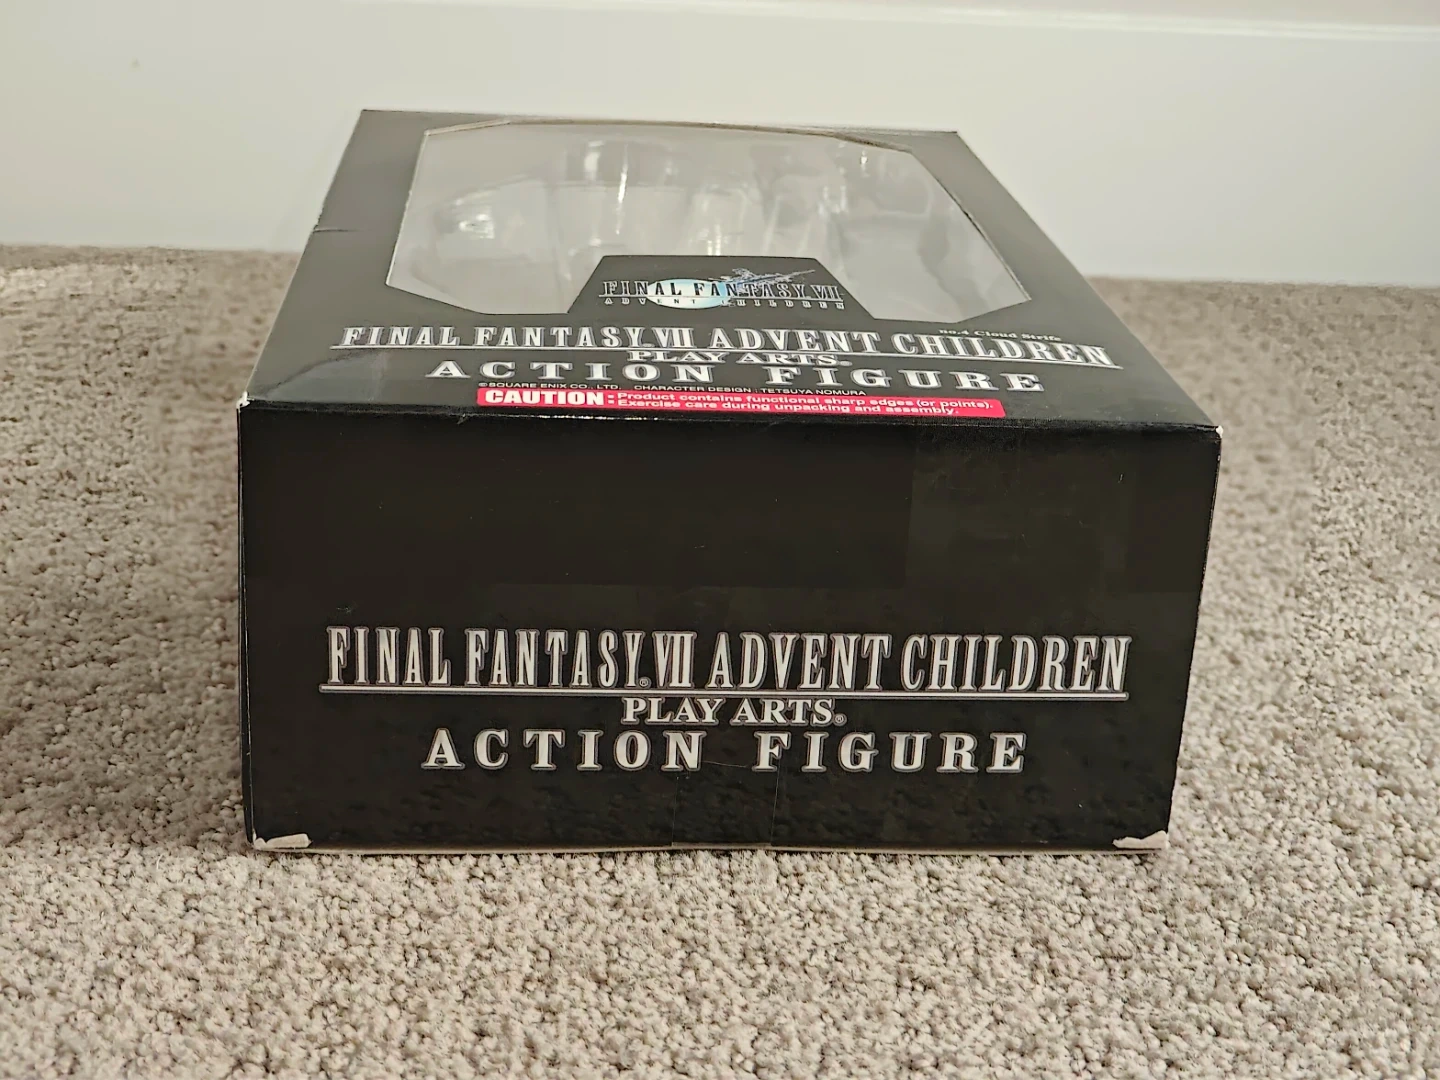 FINAL FANTASY VII
ADVENT CHILDREN
no.4 Cloud Strife
FINAL FANTASY® VII ADVENT CHILDREN
PLAY ARTS®
ACTION FIGURE
©SQUARE ENIX CO., LTD. CHARACTER DESIGN : TETSUYA NOMURA
CAUTION : Product contains functional sharp edges (or points).
Exercise care during unpacking and assembly.
FINAL FANTASY® VII ADVENT CHILDREN
PLAY ARTS®
ACTION FIGURE